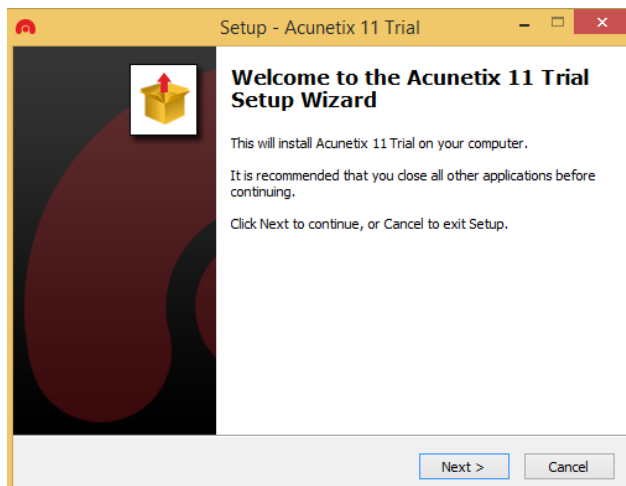 Setup - Acunetix 11 Trial
Welcome to the Acunetix 11 Trial
Setup Wizard
This will install Acunetix 11 Trial on your computer.
It is recommended that you close all other applications before
continuing.
Click Next to continue, or Cancel to exit Setup.
Next >
Cancel